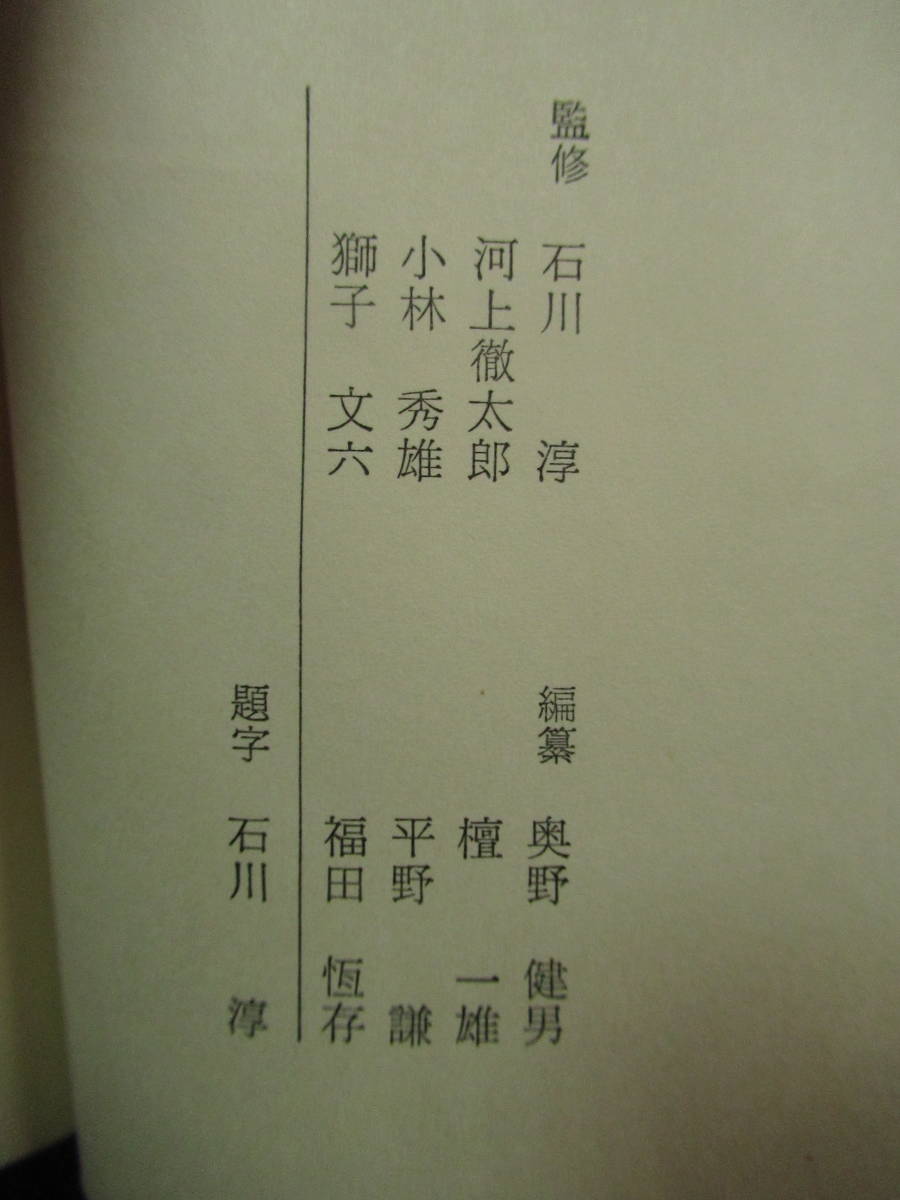 監修 石川 淳
河上徹太郎
小林 秀雄
獅子 文六
編纂 奥野 健男
檀 一雄
平野 謙
福田 恆存
題字 石川 淳